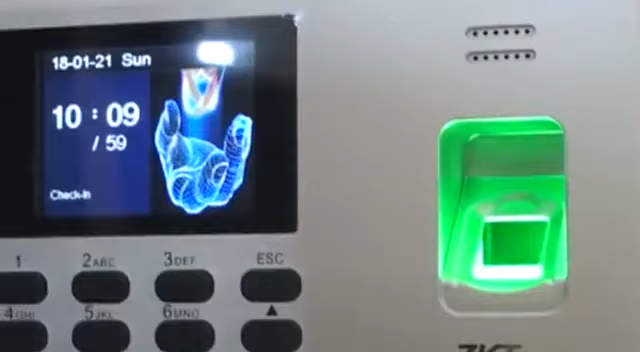 18-01-21 Sun
10 : 09
/ 59
Check-In
1 2ABC 3DEF ESC
4GHI 5JKL 6MNO ▲